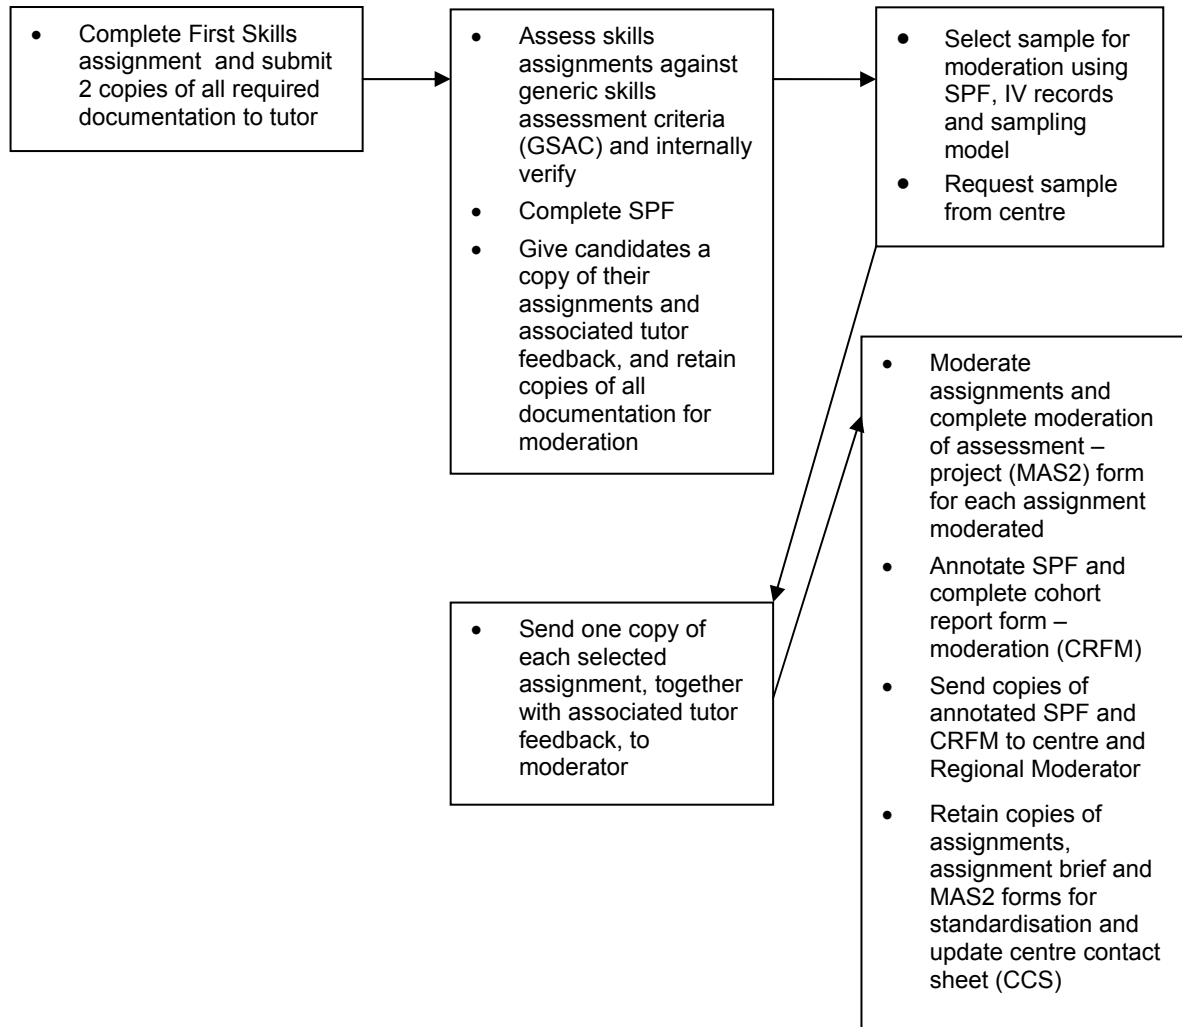 • Complete First Skills
assignment and submit
2 copies of all required
documentation to tutor
• Assess skills
assignments against
generic skills
assessment criteria
(GSAC) and internally
verify
• Complete SPF
• Give candidates a
copy of their
assignments and
associated tutor
feedback, and retain
copies of all
documentation for
moderation
• Select sample for
moderation using
SPF, IV records
and sampling
model
• Request sample
from centre
• Send one copy of
each selected
assignment, together
with associated tutor
feedback, to
moderator
• Moderate
assignments and
complete moderation
of assessment –
project (MAS2) form
for each assignment
moderated
• Annotate SPF and
complete cohort
report form –
moderation (CRFM)
• Send copies of
annotated SPF and
CRFM to centre and
Regional Moderator
• Retain copies of
assignments,
assignment brief and
MAS2 forms for
standardisation and
update centre contact
sheet (CCS)